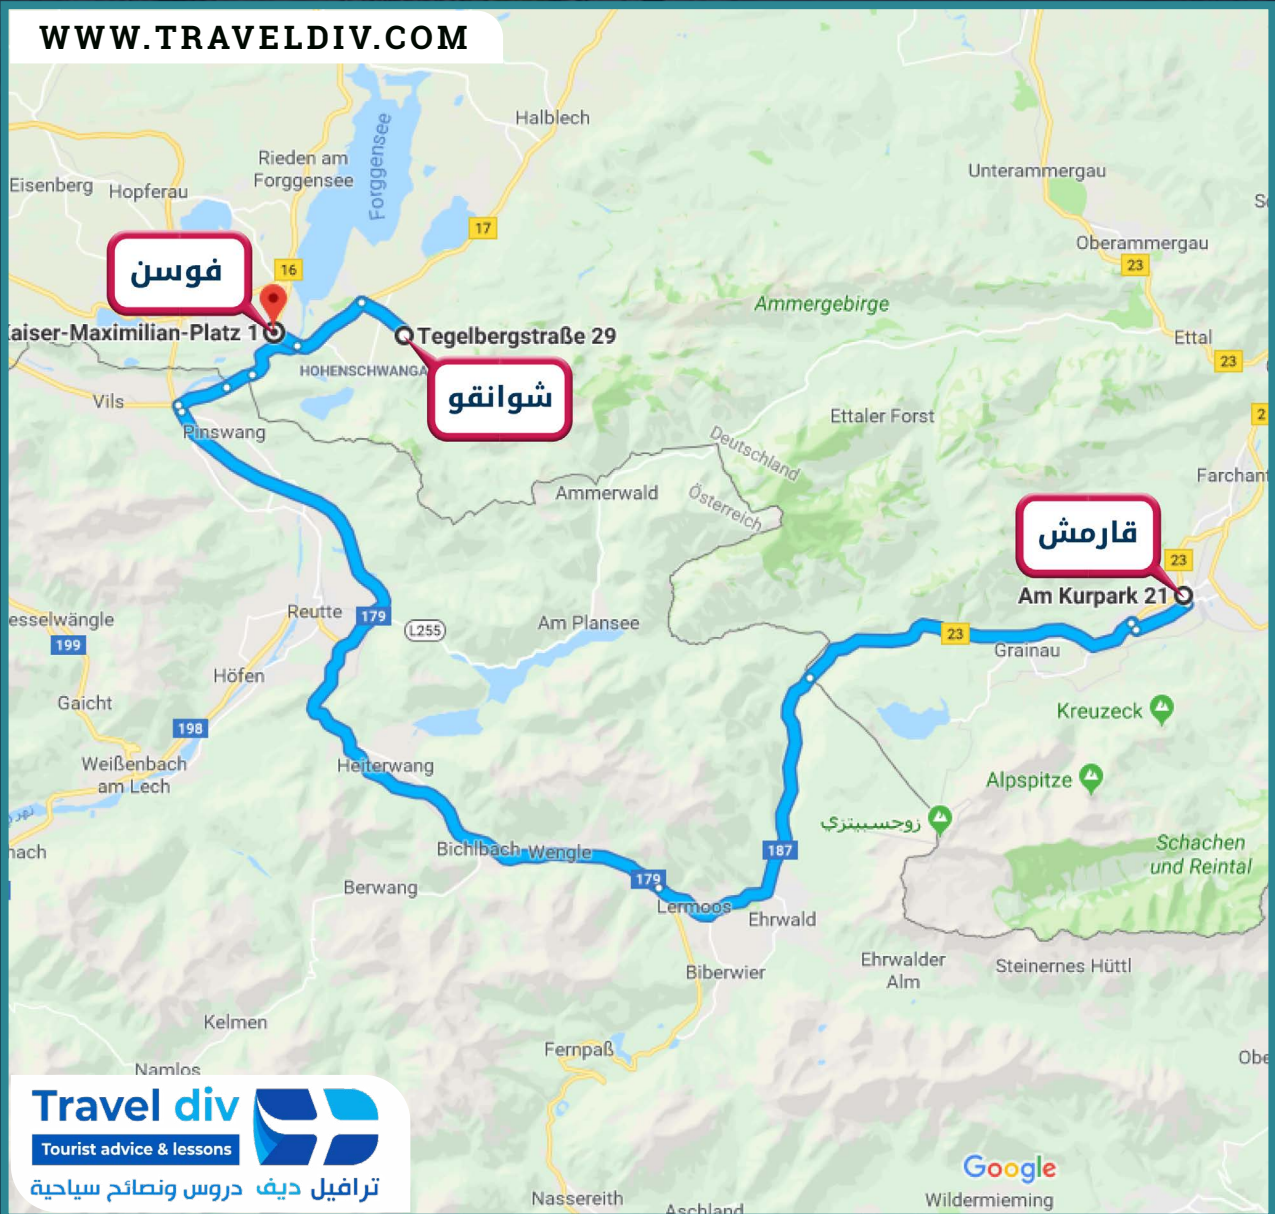 WWW.TRAVELDIV.COM
Halblech
Forggensee
Rieden am
Forggensee
Eisenberg
Hopferau
Unterammergau
17
Oberammergau
23
فوسن
16
Ammergebirge
Kaiser-Maximilian-Platz 1
Tegelbergstraße 29
Ettal
23
HOHENSCHWANGA
شوانقو
Vils
Pinswang
Ettaler Forst
2
Deutschland
Österreich
Ammerwald
Farchant
قارمش
23
Am Kurpark 21
Reutte
179
L255
Am Plansee
esselwängle
199
23
Grainau
Höfen
Gaicht
198
Kreuzeck
Weißenbach
am Lech
Heiterwang
Alpspitze
زوجسبيتزي
nach
Bichlbach
Wengle
187
Schachen
und Reintal
179
Berwang
Lermoos
Ehrwald
Biberwier
Ehrwalder
Alm
Steinernes Hüttl
Kelmen
Fernpaß
Obe
Namlos
Travel div
Tourist advice & lessons
ترافيل ديف دروس ونصائح سياحية
Google
Nassereith
Aschland
Wildermieming